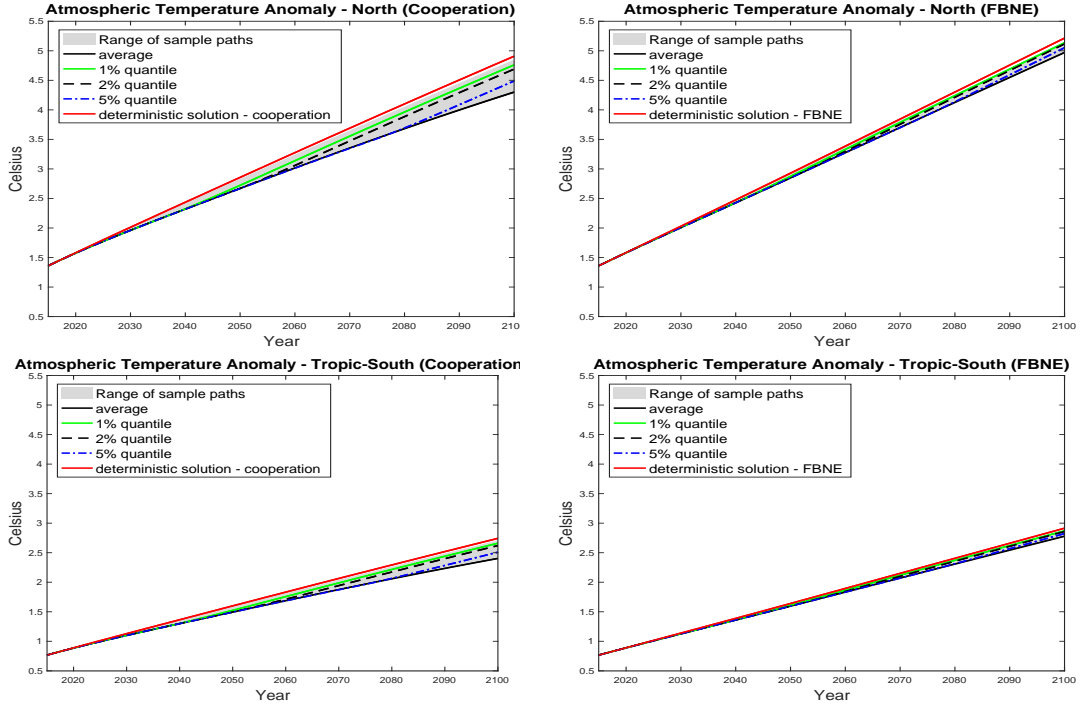 Atmospheric Temperature Anomaly - North (Cooperation)
5.5
5
4.5
4
3.5
3
2.5
2
1.5
1
0.5
Celsius
Range of sample paths
average
1% quantile
2% quantile
5% quantile
deterministic solution - cooperation
2020 2030 2040 2050 2060 2070 2080 2090 2100
Year
Atmospheric Temperature Anomaly - North (FBNE)
5.5
5
4.5
4
3.5
3
2.5
2
1.5
1
0.5
Celsius
Range of sample paths
average
1% quantile
2% quantile
5% quantile
deterministic solution - FBNE
2020 2030 2040 2050 2060 2070 2080 2090 2100
Year
Atmospheric Temperature Anomaly - Tropic-South (Cooperation
5.5
5
4.5
4
3.5
3
2.5
2
1.5
1
0.5
Celsius
Range of sample paths
average
1% quantile
2% quantile
5% quantile
deterministic solution - cooperation
2020 2030 2040 2050 2060 2070 2080 2090 2100
Year
Atmospheric Temperature Anomaly - Tropic-South (FBNE)
5.5
5
4.5
4
3.5
3
2.5
2
1.5
1
0.5
Celsius
Range of sample paths
average
1% quantile
2% quantile
5% quantile
deterministic solution - FBNE
2020 2030 2040 2050 2060 2070 2080 2090 2100
Year